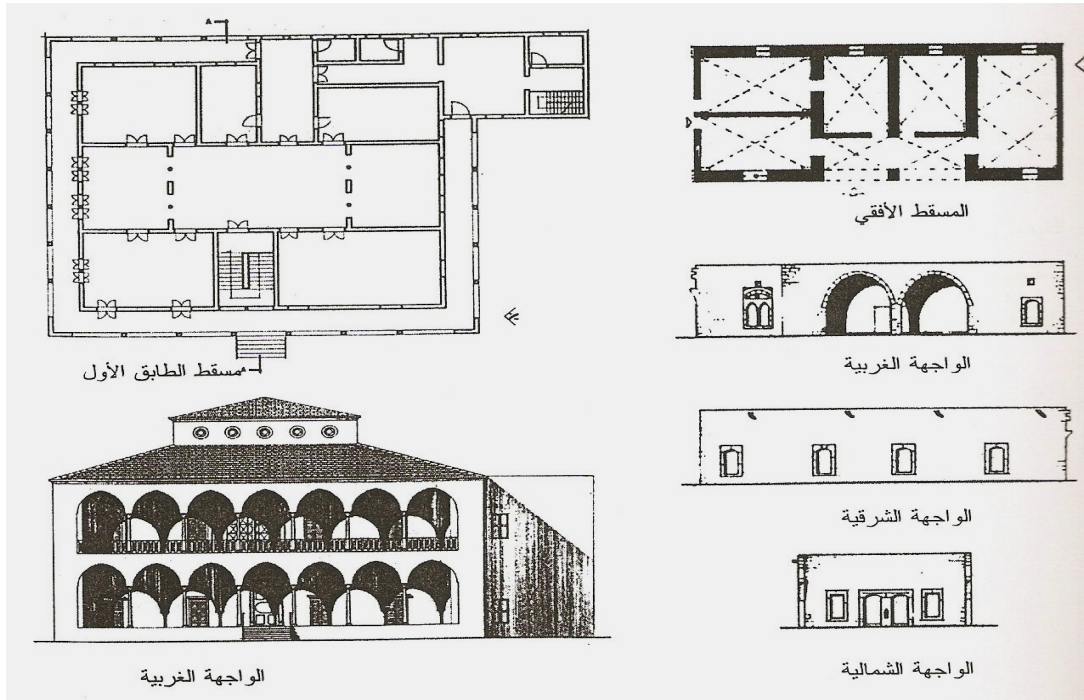 A
المسقط الأفقي
مسقط الطابق الأول
A
الواجهة الغربية
الواجهة الشرقية
الواجهة الغربية
الواجهة الشمالية